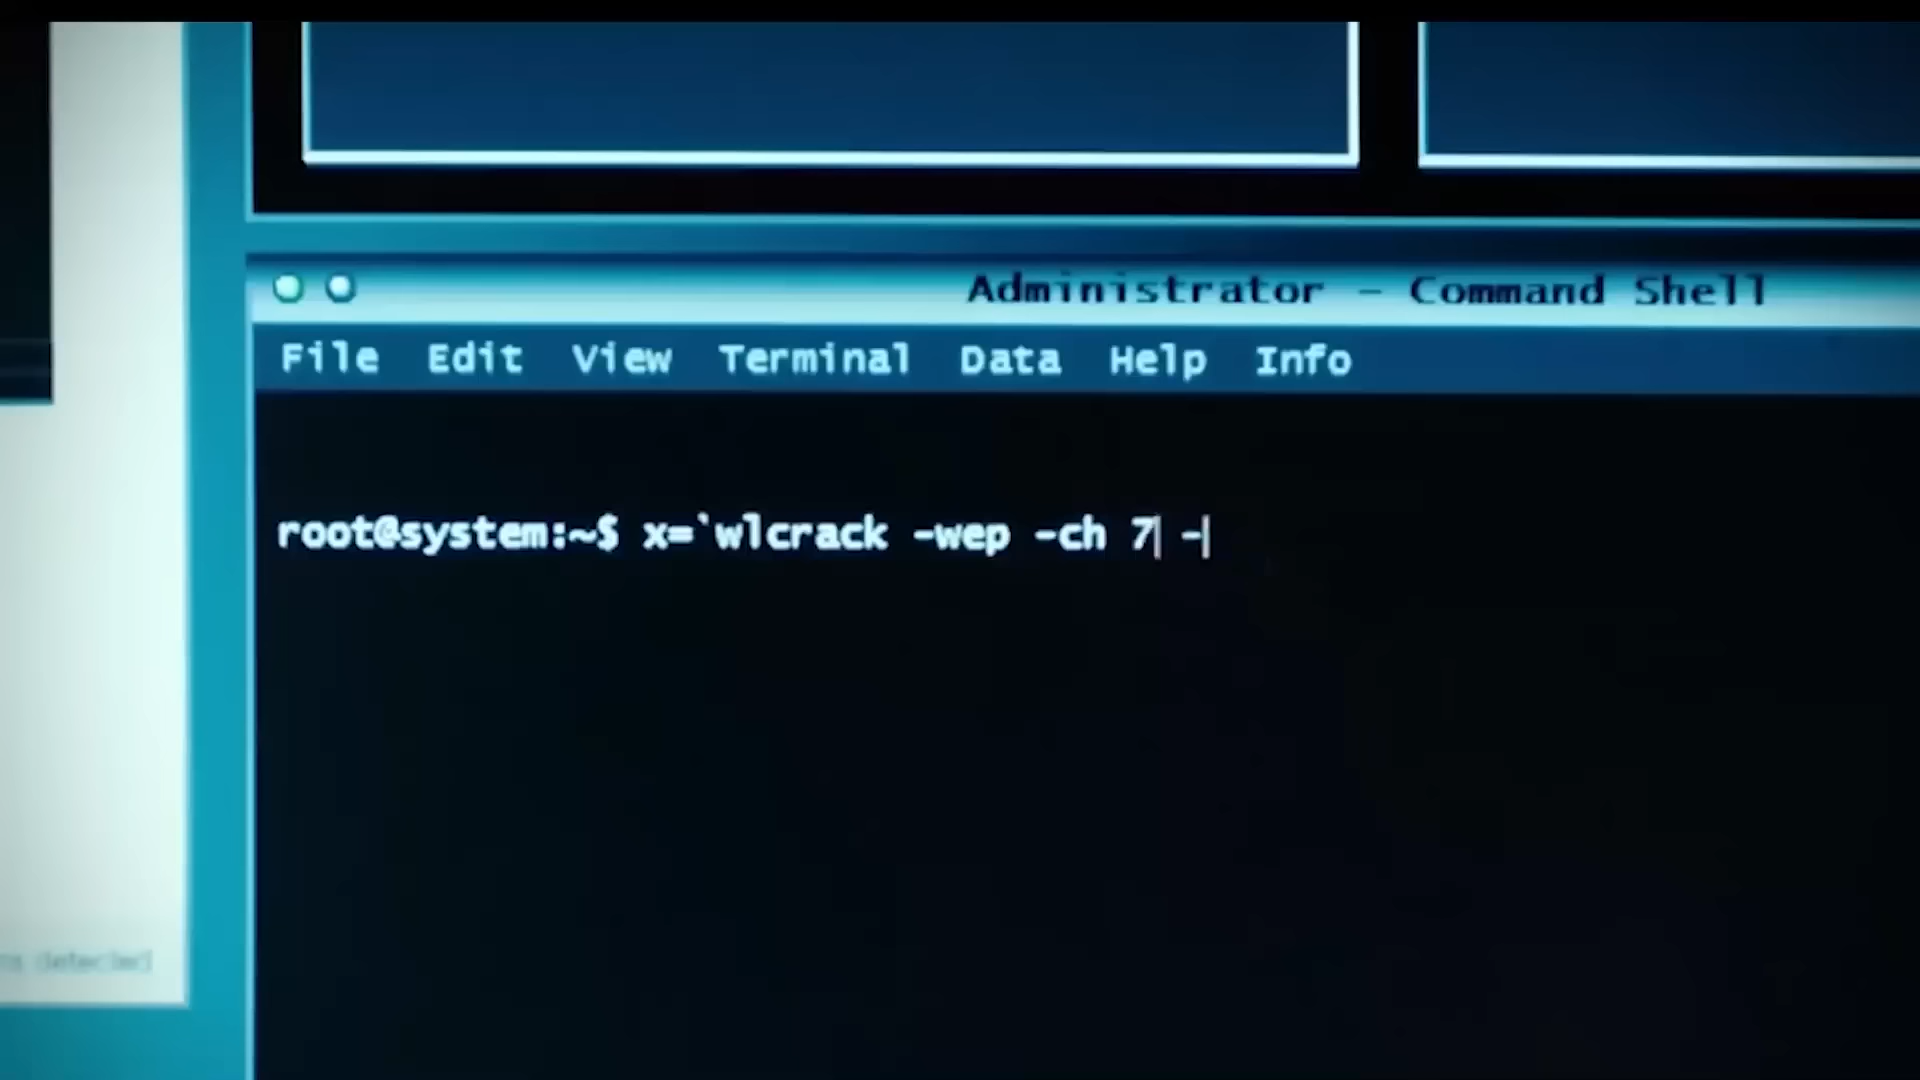 Administrator - Command Shell
File Edit View Terminal Data Help Info
root@system:~$ x=`wlcrack -wep -ch 7| -|